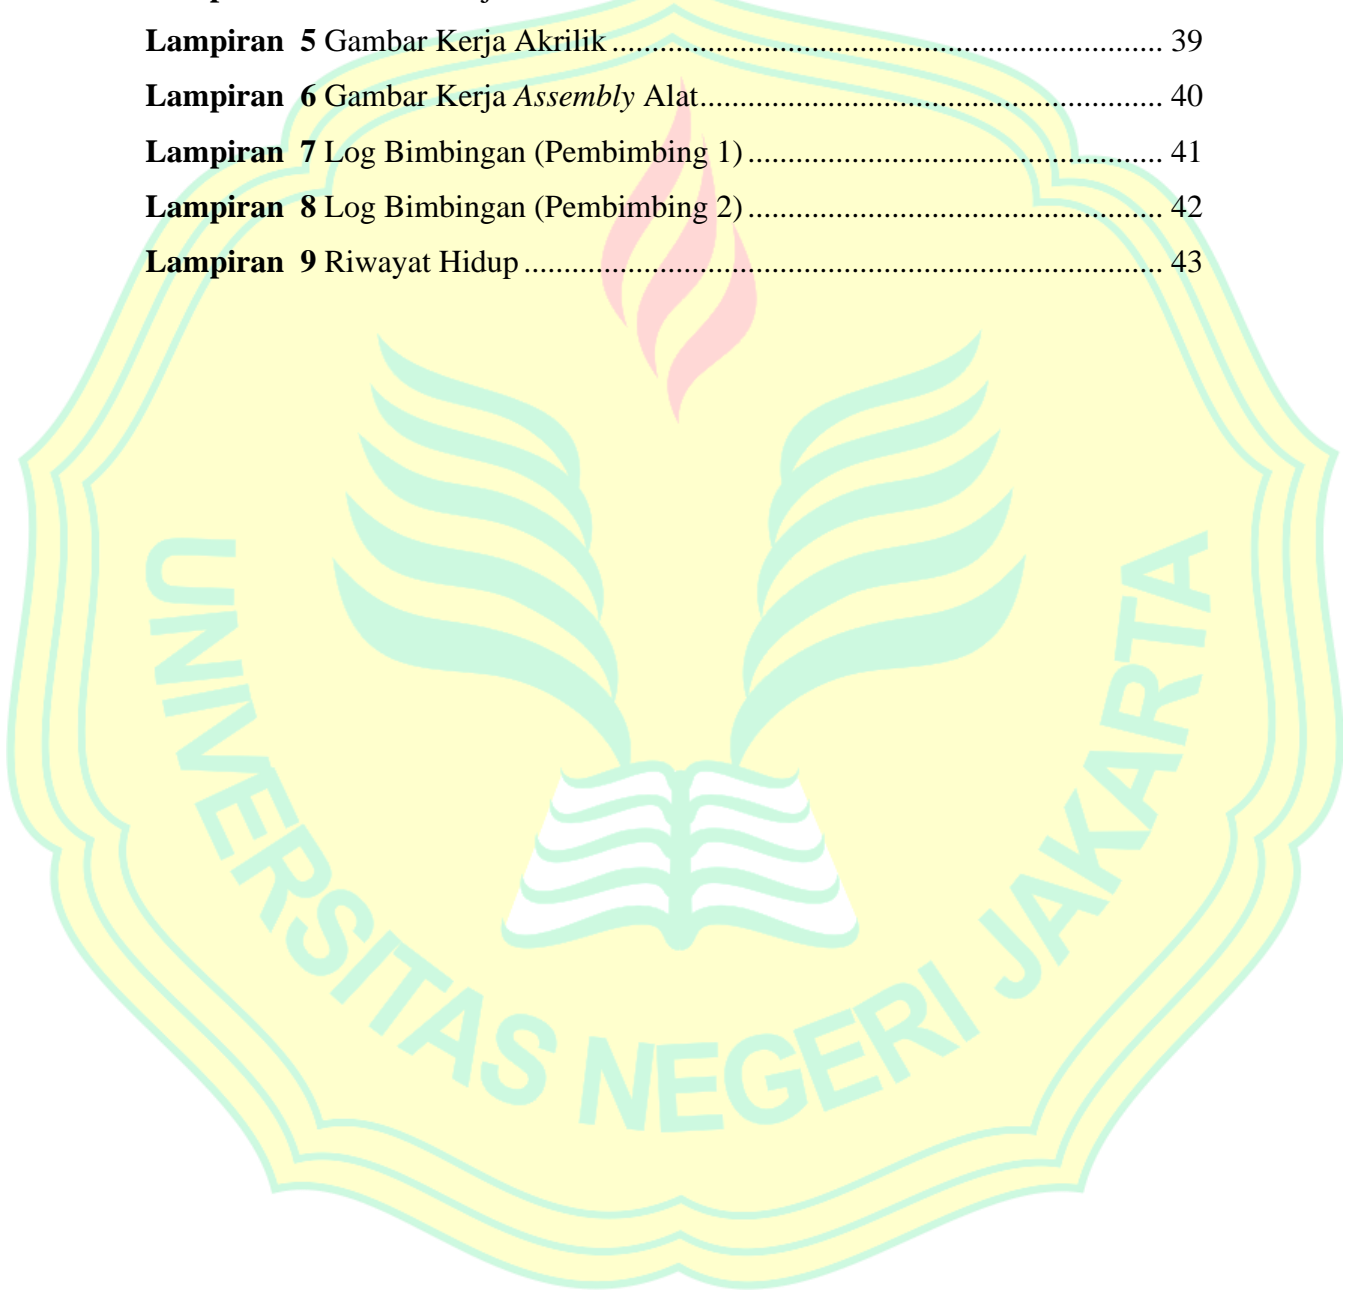 Lampiran 5 Gambar Kerja Akrilik ..................................................................... 39
Lampiran 6 Gambar Kerja Assembly Alat.......................................................... 40
Lampiran 7 Log Bimbingan (Pembimbing 1) .................................................... 41
Lampiran 8 Log Bimbingan (Pembimbing 2) .................................................... 42
Lampiran 9 Riwayat Hidup ................................................................................ 43
UNIVERSITAS NEGERI JAKARTA